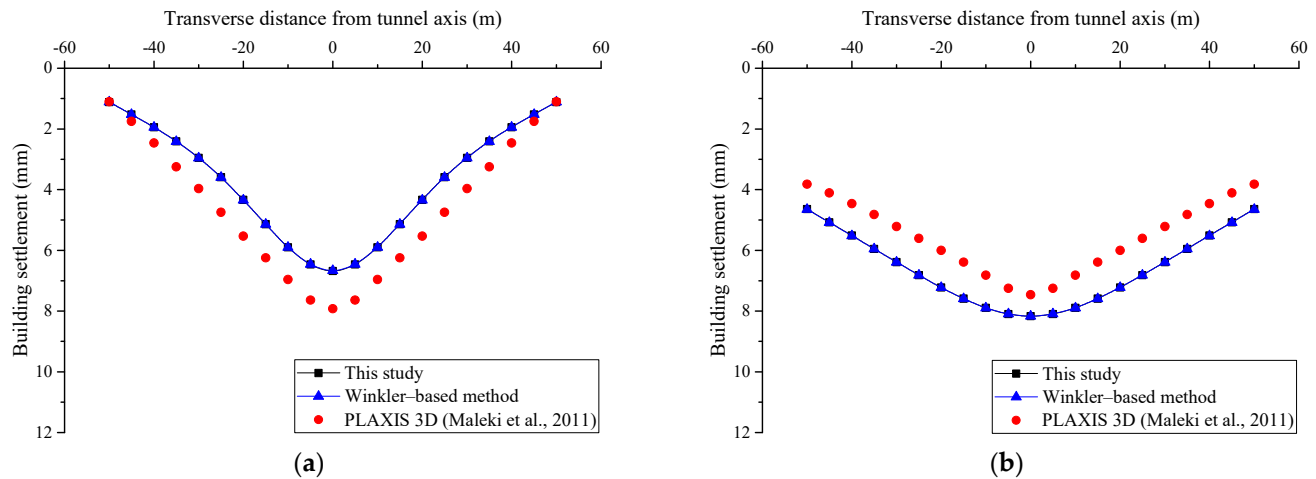 Transverse distance from tunnel axis (m)
-60 -40 -20 0 20 40 60
0
2
4
6
8
10
12
Building settlement (mm)
This study
Winkler–based method
PLAXIS 3D (Maleki et al., 2011)
(a)
Transverse distance from tunnel axis (m)
-60 -40 -20 0 20 40 60
0
2
4
6
8
10
12
Building settlement (mm)
This study
Winkler–based method
PLAXIS 3D (Maleki et al., 2011)
(b)